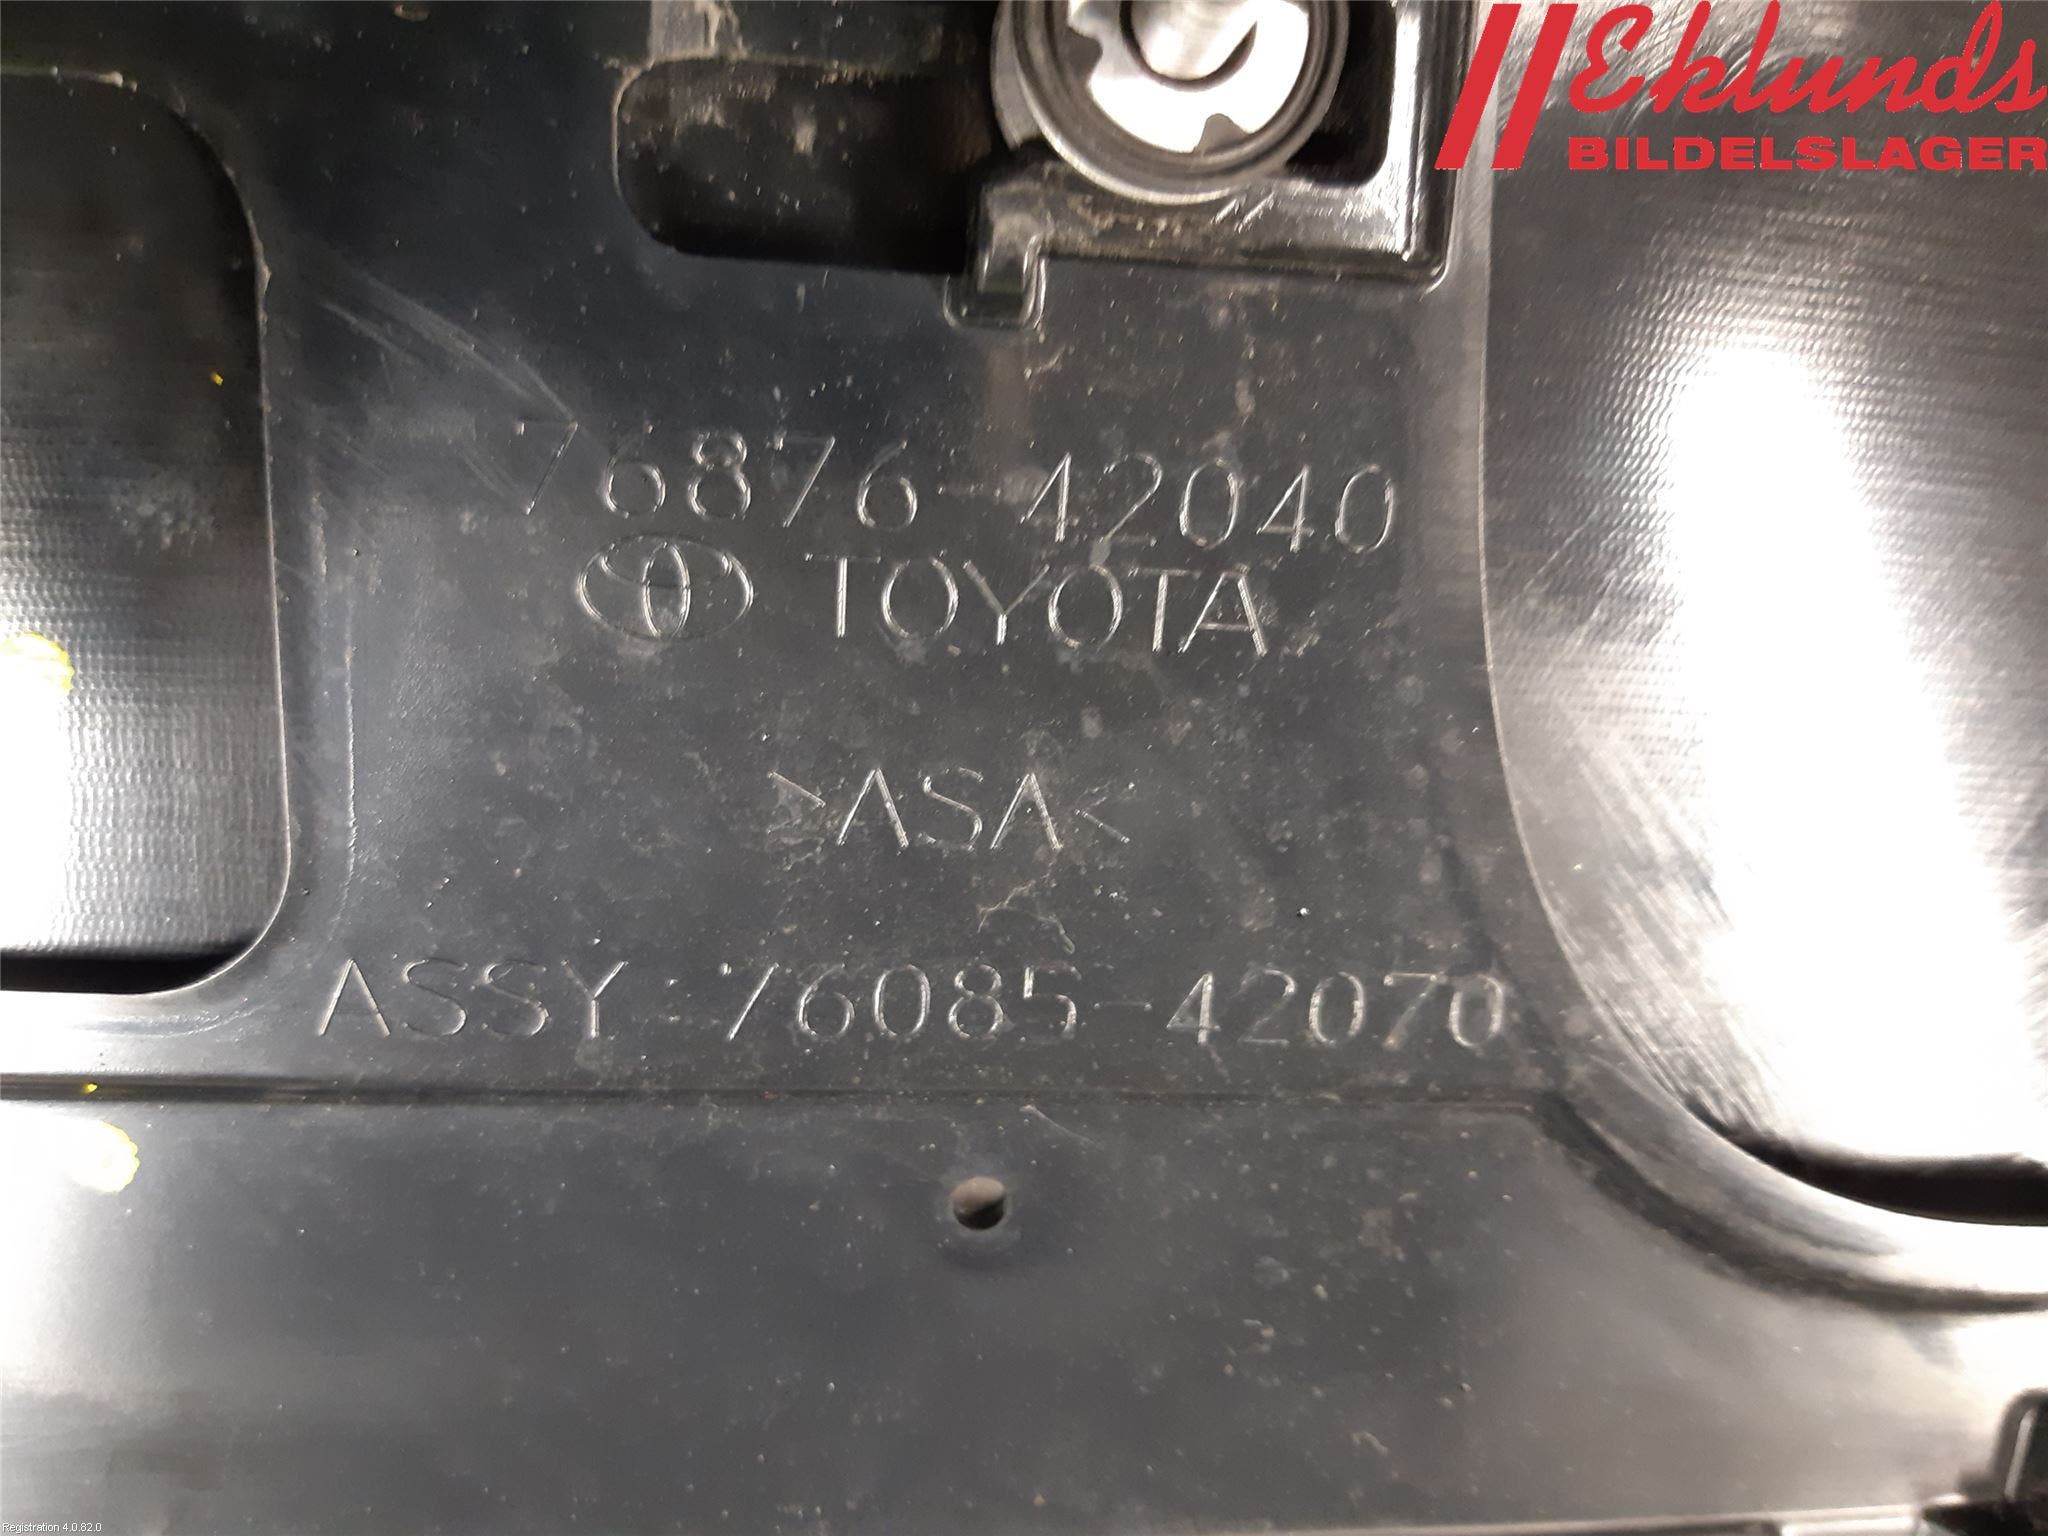 Eklunds
BILDELSLAGER
76876-42040
TOYOTA
>ASA<
ASSY 76085-42070
Registration 4.0.82.0